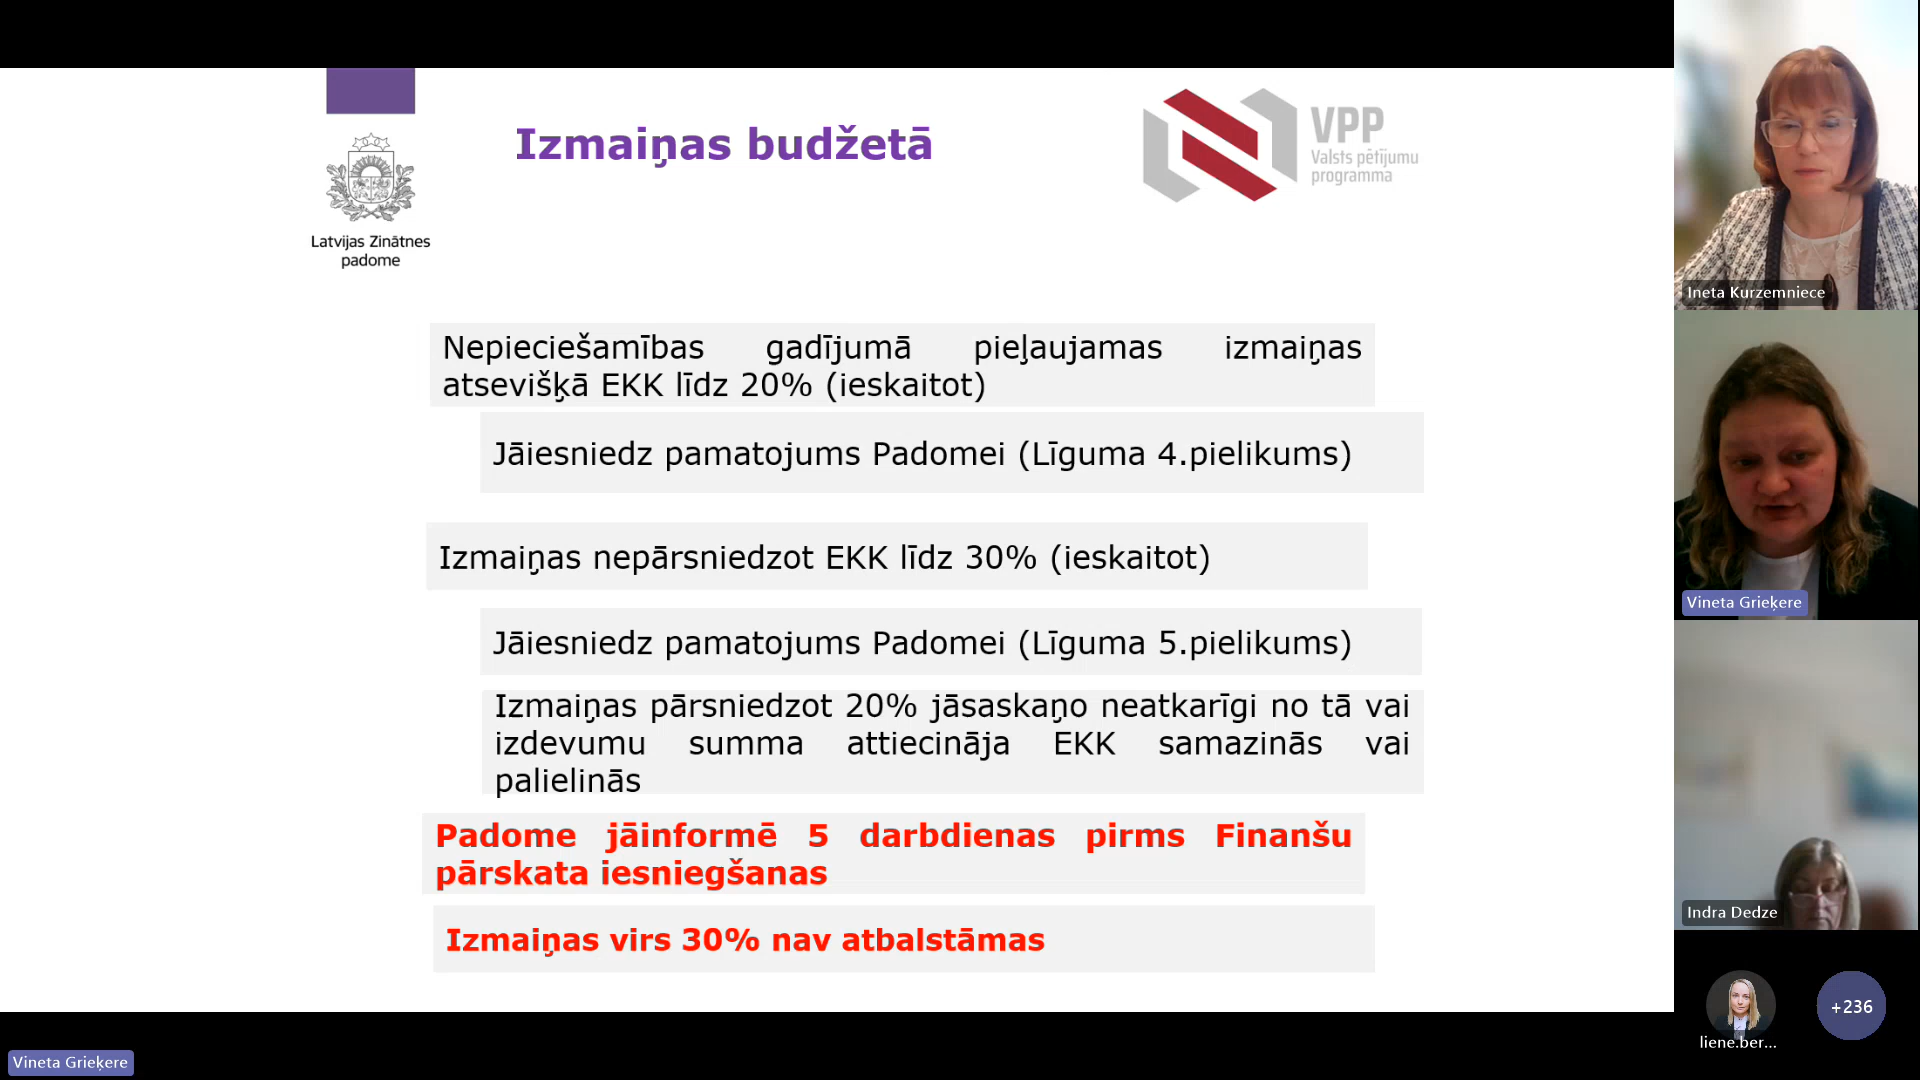 Izmaiņas budžetā
VPP
Valsts pētījumu
programma
Latvijas Zinātnes
padome
Nepieciešamības gadījumā pieļaujamas izmaiņas
atsevišķā EKK līdz 20% (ieskaitot)
Jāiesniedz pamatojums Padomei (Līguma 4.pielikums)
Izmaiņas nepārsniedzot EKK līdz 30% (ieskaitot)
Jāiesniedz pamatojums Padomei (Līguma 5.pielikums)
Izmaiņas pārsniedzot 20% jāsaskaņo neatkarīgi no tā vai
izdevumu summa attiecināja EKK samazinās vai
palielinās
Padome jāinformē 5 darbdienas pirms Finanšu
pārskata iesniegšanas
Izmaiņas virs 30% nav atbalstāmas
Ineta Kurzemniece
Vineta Grieķere
Indra Dedze
+236
liene.ber...
Vineta Grieķere